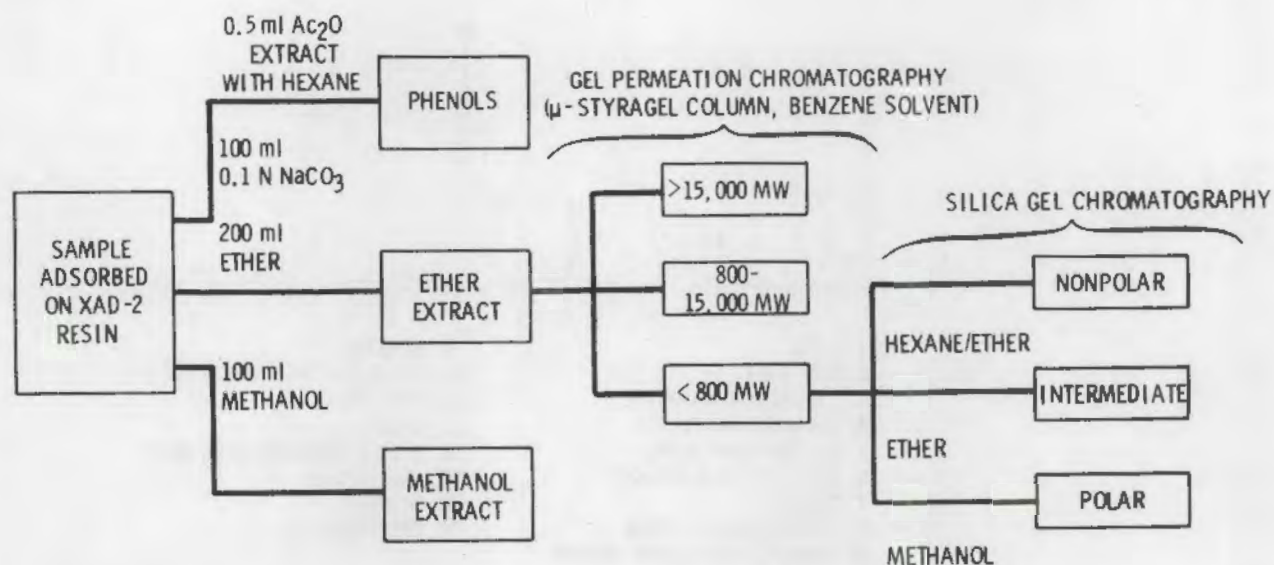 0.5 ml Ac₂O
EXTRACT
WITH HEXANE
PHENOLS
100 ml
0.1 N NaCO₃
GEL PERMEATION CHROMATOGRAPHY
(μ-STYRAGEL COLUMN, BENZENE SOLVENT)
SAMPLE
ADSORBED
ON XAD-2
RESIN
200 ml
ETHER
ETHER
EXTRACT
100 ml
METHANOL
METHANOL
EXTRACT
>15,000 MW
800-
15,000 MW
<800 MW
SILICA GEL CHROMATOGRAPHY
NONPOLAR
HEXANE/ETHER
INTERMEDIATE
ETHER
POLAR
METHANOL